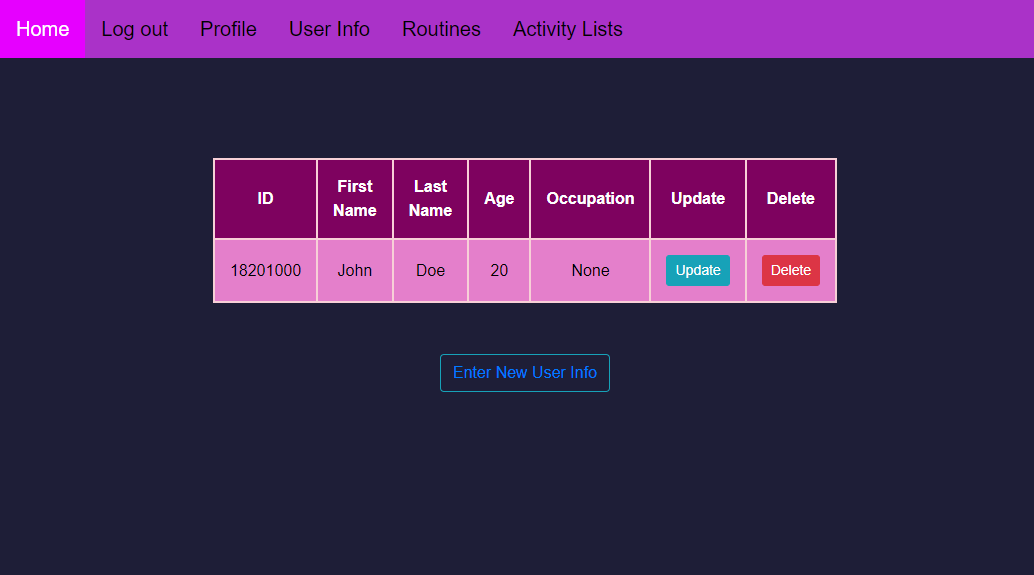 Home Log out Profile User Info Routines Activity Lists
ID First Name Last Name Age Occupation Update Delete
18201000 John Doe 20 None Update Delete
Enter New User Info